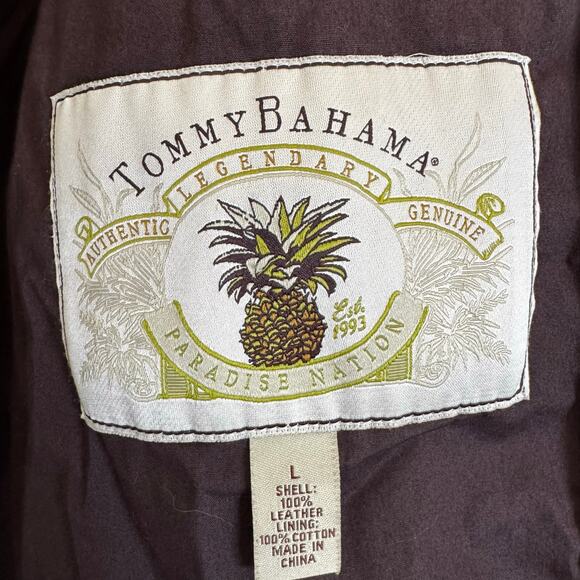 TOMMY BAHAMA®
LEGENDARY
AUTHENTIC
GENUINE
Est.
1993
PARADISE NATION
L
SHELL:
100%
LEATHER
LINING:
100% COTTON
MADE IN
CHINA